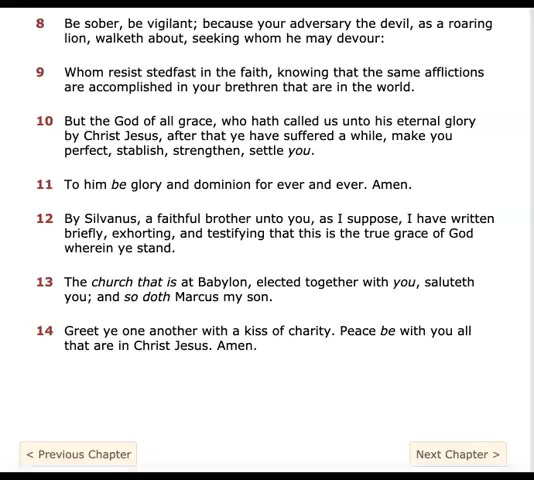 8 Be sober, be vigilant; because your adversary the devil, as a roaring
lion, walketh about, seeking whom he may devour:
9 Whom resist stedfast in the faith, knowing that the same afflictions
are accomplished in your brethren that are in the world.
10 But the God of all grace, who hath called us unto his eternal glory
by Christ Jesus, after that ye have suffered a while, make you
perfect, stablish, strengthen, settle you.
11 To him be glory and dominion for ever and ever. Amen.
12 By Silvanus, a faithful brother unto you, as I suppose, I have written
briefly, exhorting, and testifying that this is the true grace of God
wherein ye stand.
13 The church that is at Babylon, elected together with you, saluteth
you; and so doth Marcus my son.
14 Greet ye one another with a kiss of charity. Peace be with you all
that are in Christ Jesus. Amen.
< Previous Chapter
Next Chapter >